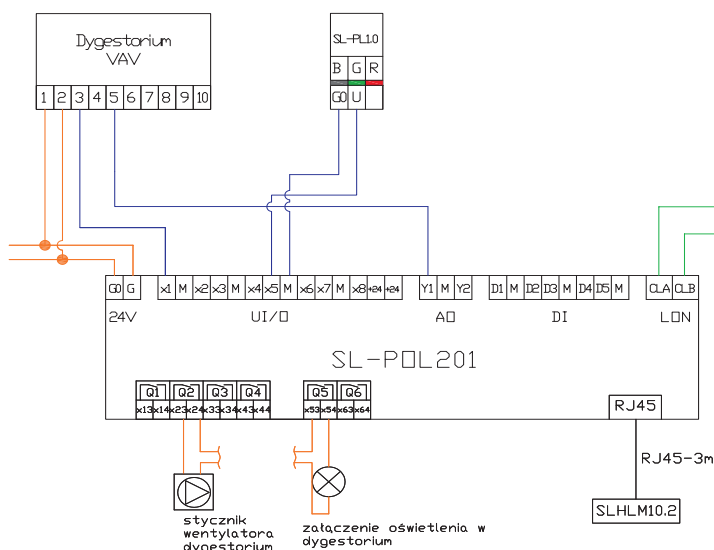 Dygestorium
VAV
SL-PL1.0
B G R
1 2 3 4 5 6 7 8 9 10
G0 U
G0 G x1 M x2 x3 M x4 x5 M x6 x7 M x8 +24 +24 Y1 M Y2 D1 M D2 D3 M D4 D5 M CLA CLB
24V UI/O AO DI LON
SL-POL201
Q1 Q2 Q3 Q4 Q5 Q6
x13 x14 x23 x24 x33 x34 x43 x44 x53 x54 x63 x64
RJ45
RJ45-3m
SLHLM10.2
stycznik
wentylatora
dygestorium
załączenie oświetlenia w
dygestorium